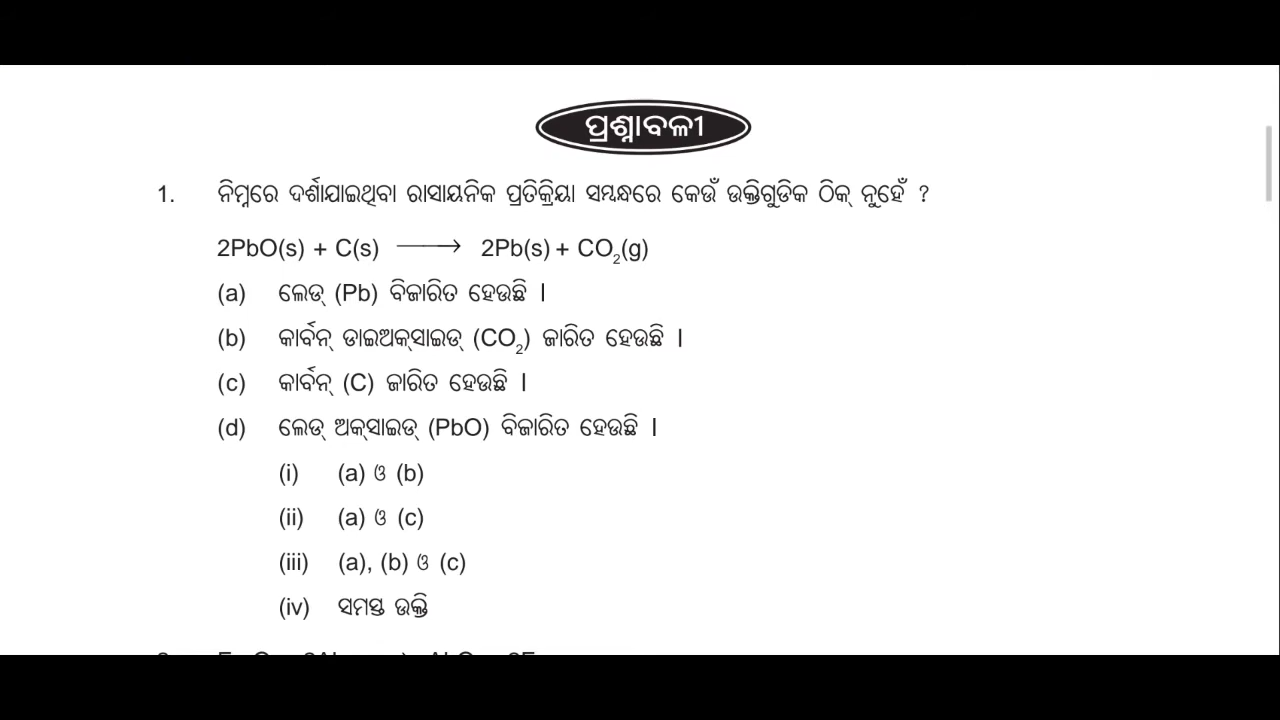 ପ୍ରଶ୍ନାବଳୀ
1. ନିମ୍ନରେ ଦର୍ଶାଯାଇଥିବା ରାସାୟନିକ ପ୍ରତିକ୍ରିୟା ସମ୍ବନ୍ଧରେ କେଉଁ ଉକ୍ତିଗୁଡିକ ଠିକ୍ ନୁହେଁ ?
2PbO(s) + C(s) ⟶ 2Pb(s) + CO₂(g)
(a) ଲେଡ୍ (Pb) ବିଜାରିତ ହେଉଛି ।
(b) କାର୍ବନ୍ ଡାଇଅକ୍‌ସାଇଡ୍ (CO₂) ଜାରିତ ହେଉଛି ।
(c) କାର୍ବନ୍ (C) ଜାରିତ ହେଉଛି ।
(d) ଲେଡ୍ ଅକ୍‌ସାଇଡ୍ (PbO) ବିଜାରିତ ହେଉଛି ।
(i) (a) ଓ (b)
(ii) (a) ଓ (c)
(iii) (a), (b) ଓ (c)
(iv) ସମସ୍ତ ଉକ୍ତି